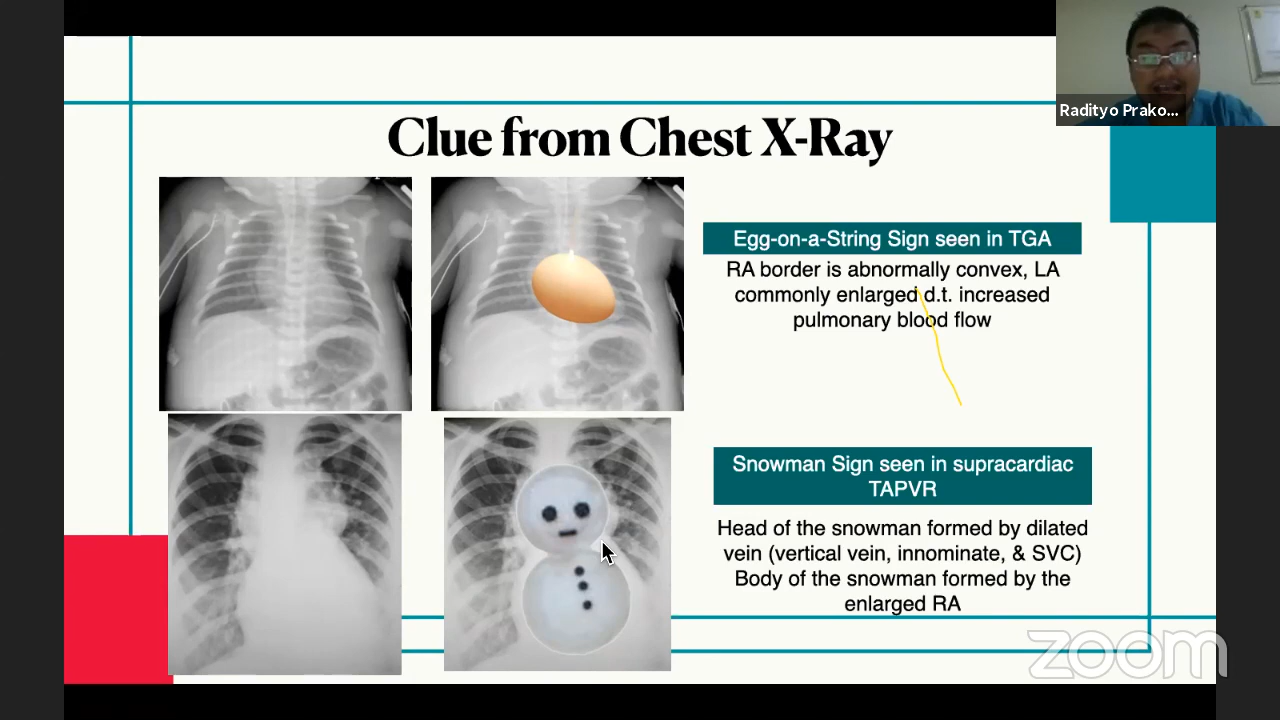 Radityo Prako...
Clue from Chest X-Ray
Egg-on-a-String Sign seen in TGA
RA border is abnormally convex, LA
commonly enlarged d.t. increased
pulmonary blood flow
Snowman Sign seen in supracardiac
TAPVR
Head of the snowman formed by dilated
vein (vertical vein, innominate, & SVC)
Body of the snowman formed by the
enlarged RA
zoom